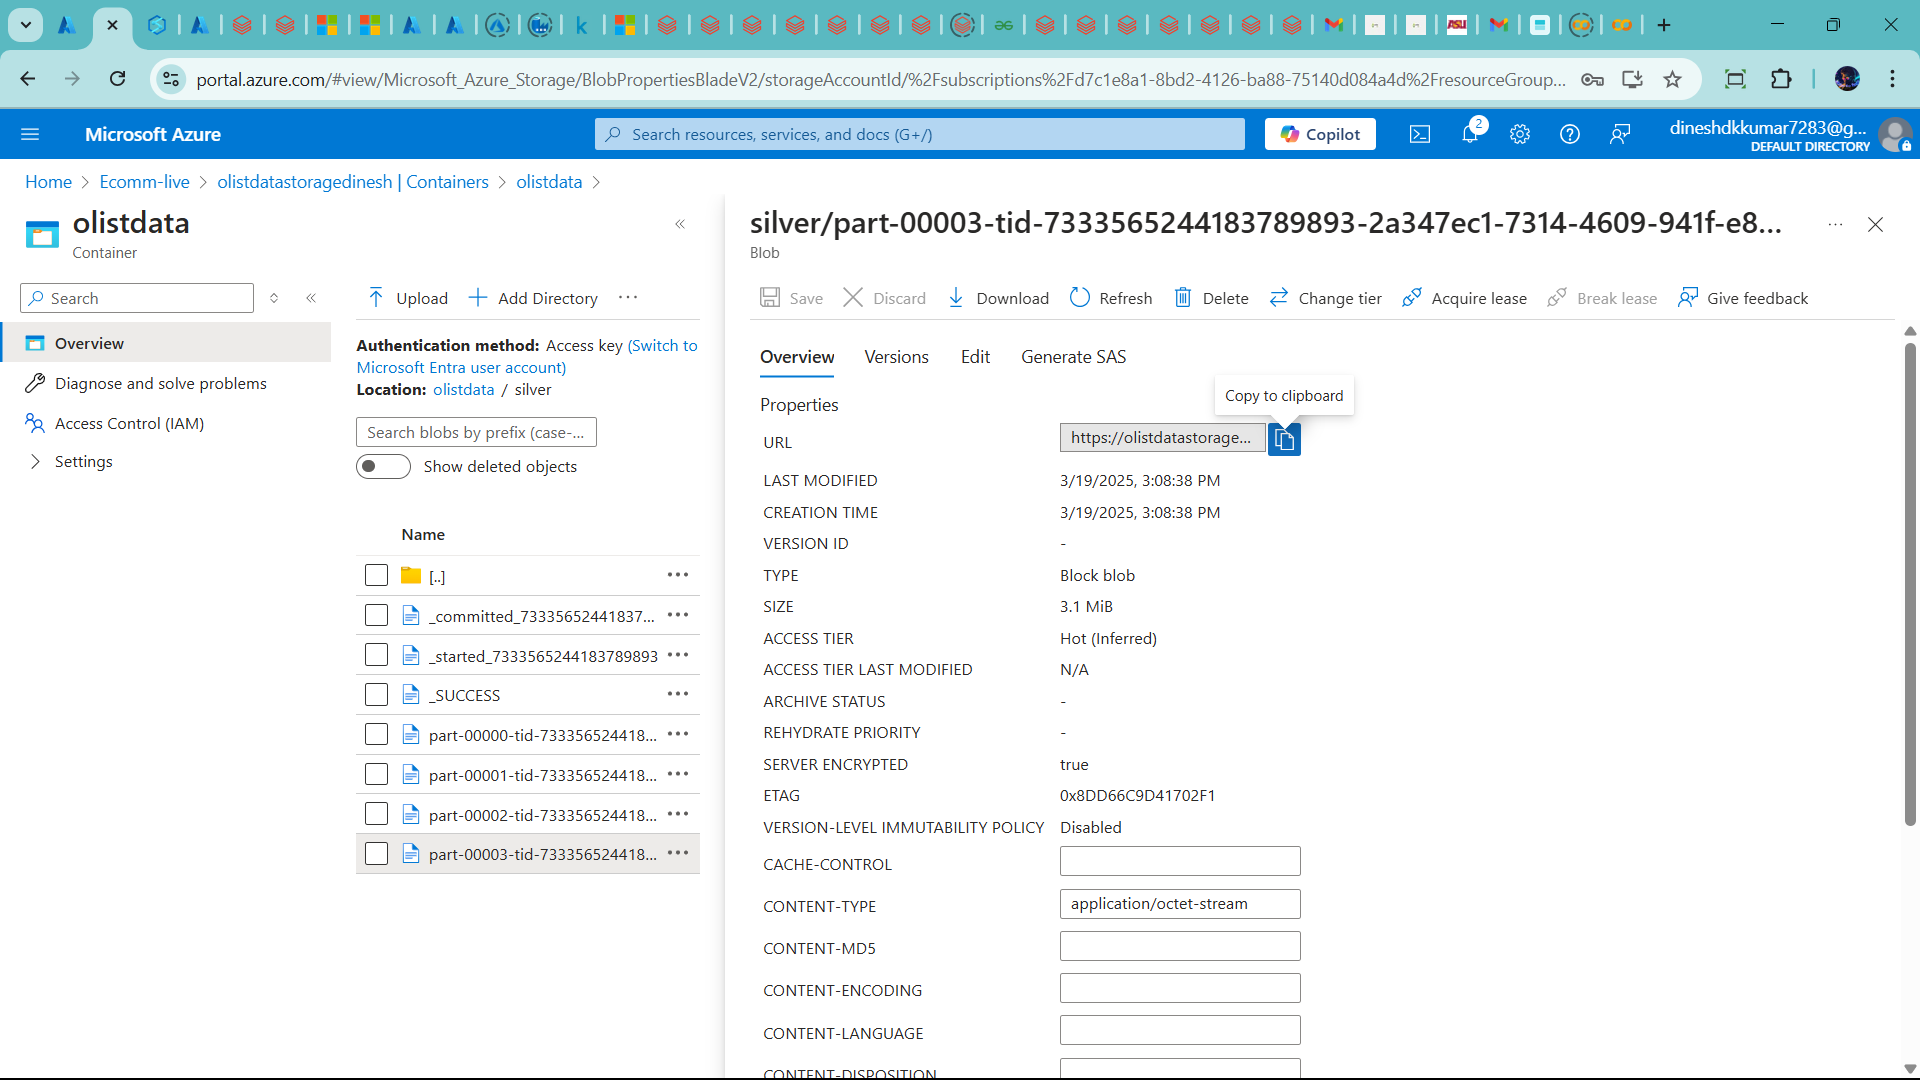 portal.azure.com/#view/Microsoft_Azure_Storage/BlobPropertiesBladeV2/storageAccountId/%2Fsubscriptions%2Fd7c1e8a1-8bd2-4126-ba88-75140d084a4d%2FresourceGroup...
Microsoft Azure
Search resources, services, and docs (G+/)
Copilot
2
dineshdkkumar7283@g...
DEFAULT DIRECTORY
Home > Ecomm-live > olistdatastoragedinesh | Containers > olistdata >
olistdata
Container
Search
Overview
Diagnose and solve problems
Access Control (IAM)
Settings
Upload
Add Directory
Authentication method: Access key (Switch to
Microsoft Entra user account)
Location: olistdata / silver
Search blobs by prefix (case-...
Show deleted objects
Name
[..]
_committed_73335652441837...
_started_7333565244183789893
_SUCCESS
part-00000-tid-733356524418...
part-00001-tid-733356524418...
part-00002-tid-733356524418...
part-00003-tid-733356524418...
silver/part-00003-tid-7333565244183789893-2a347ec1-7314-4609-941f-e8...
Blob
Save
Discard
Download
Refresh
Delete
Change tier
Acquire lease
Break lease
Give feedback
Overview
Versions
Edit
Generate SAS
Copy to clipboard
Properties
URL https://olistdatastorage...
LAST MODIFIED 3/19/2025, 3:08:38 PM
CREATION TIME 3/19/2025, 3:08:38 PM
VERSION ID -
TYPE Block blob
SIZE 3.1 MiB
ACCESS TIER Hot (Inferred)
ACCESS TIER LAST MODIFIED N/A
ARCHIVE STATUS -
REHYDRATE PRIORITY -
SERVER ENCRYPTED true
ETAG 0x8DD66C9D41702F1
VERSION-LEVEL IMMUTABILITY POLICY Disabled
CACHE-CONTROL
CONTENT-TYPE application/octet-stream
CONTENT-MD5
CONTENT-ENCODING
CONTENT-LANGUAGE
CONTENT-DISPOSITION